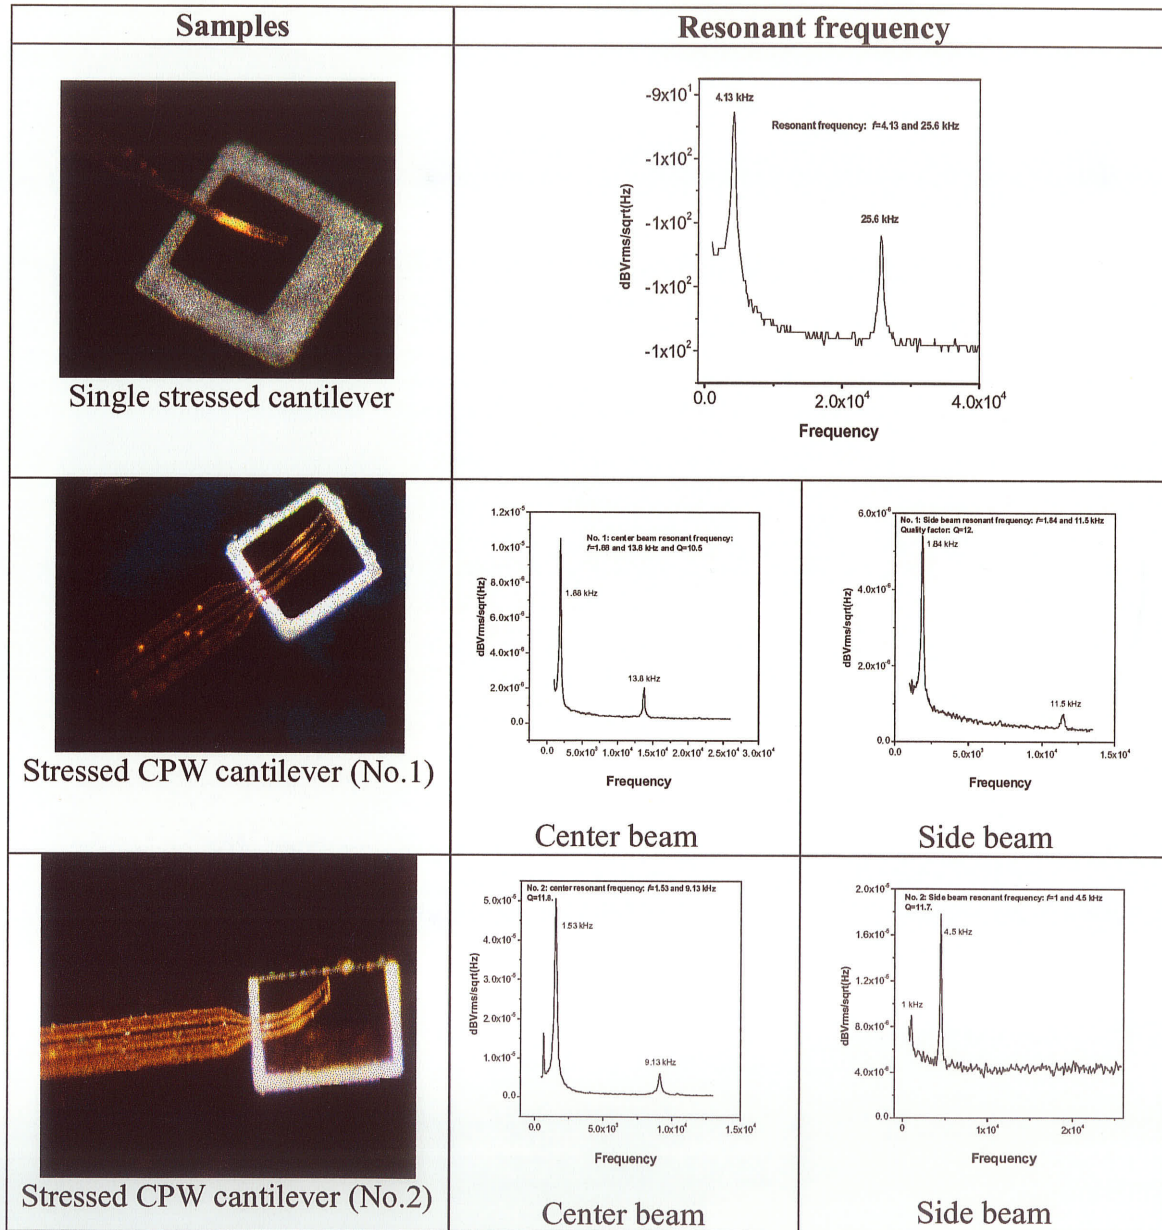 Samples
Resonant frequency
-9x10¹
-1x10²
-1x10²
-1x10²
-1x10²
dBVrms/sqrt(Hz)
4.13 kHz
Resonant frequency: f=4.13 and 25.6 kHz
25.6 kHz
0.0
2.0x10⁴
4.0x10⁴
Frequency
Single stressed cantilever
1.2x10⁻⁵
1.0x10⁻⁵
8.0x10⁻⁶
6.0x10⁻⁶
4.0x10⁻⁶
2.0x10⁻⁶
0.0
dBVrms/sqrt(Hz)
No. 1: center beam resonant frequency:
f=1.88 and 13.8 kHz and Q=10.5
1.88 kHz
13.8 kHz
0.0
5.0x10³
1.0x10⁴
1.5x10⁴
2.0x10⁴
2.5x10⁴
3.0x10⁴
Frequency
Center beam
6.0x10⁻⁶
4.0x10⁻⁶
2.0x10⁻⁶
0.0
dBVrms/sqrt(Hz)
No. 1: Side beam resonant frequency: f=1.84 and 11.5 kHz
Quality factor: Q=12.
1.84 kHz
11.5 kHz
0.0
5.0x10³
1.0x10⁴
1.5x10⁴
Frequency
Side beam
Stressed CPW cantilever (No.1)
5.0x10⁻⁵
4.0x10⁻⁵
3.0x10⁻⁵
2.0x10⁻⁵
1.0x10⁻⁵
0.0
dBVrms/sqrt(Hz)
No. 2: center resonant frequency: f=1.53 and 9.13 kHz
Q=11.8.
1.53 kHz
9.13 kHz
0.0
5.0x10³
1.0x10⁴
1.5x10⁴
Frequency
Center beam
2.0x10⁻⁵
1.6x10⁻⁵
1.2x10⁻⁵
8.0x10⁻⁶
4.0x10⁻⁶
0.0
dBVrms/sqrt(Hz)
No. 2: Side beam resonant frequency: f=1 and 4.5 kHz
Q=11.7.
4.5 kHz
1 kHz
0
1x10⁴
2x10⁴
Frequency
Side beam
Stressed CPW cantilever (No.2)